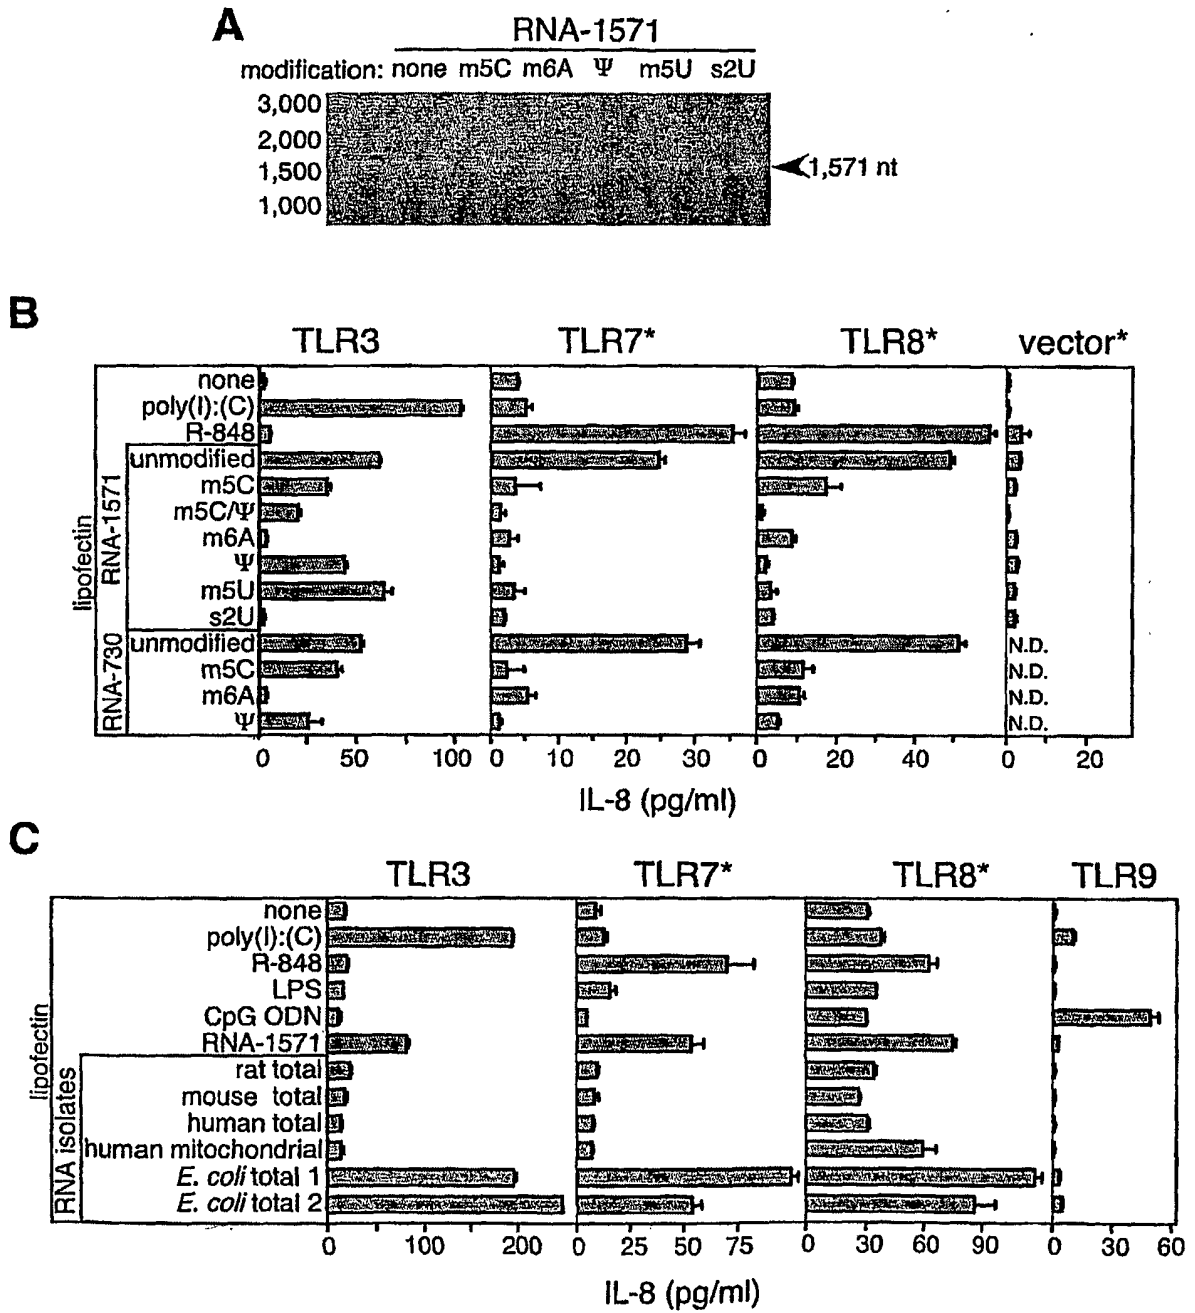 A
RNA-1571
modification: none m5C m6A Ψ m5U s2U
3,000
2,000
1,500
1,000
1,571 nt
B
TLR3 TLR7* TLR8* vector*
none
poly(I):(C)
R-848
lipofectin
RNA-1571
unmodified
m5C
m5C/Ψ
m6A
Ψ
m5U
s2U
RNA-730
unmodified N.D.
m5C N.D.
m6A N.D.
Ψ N.D.
0 50 100 0 10 20 30 0 20 40 0 20
IL-8 (pg/ml)
C
TLR3 TLR7* TLR8* TLR9
none
poly(I):(C)
R-848
LPS
CpG ODN
RNA-1571
lipofectin
RNA isolates
rat total
mouse total
human total
human mitochondrial
E. coli total 1
E. coli total 2
0 100 200 0 25 50 75 0 30 60 90 0 30 60
IL-8 (pg/ml)